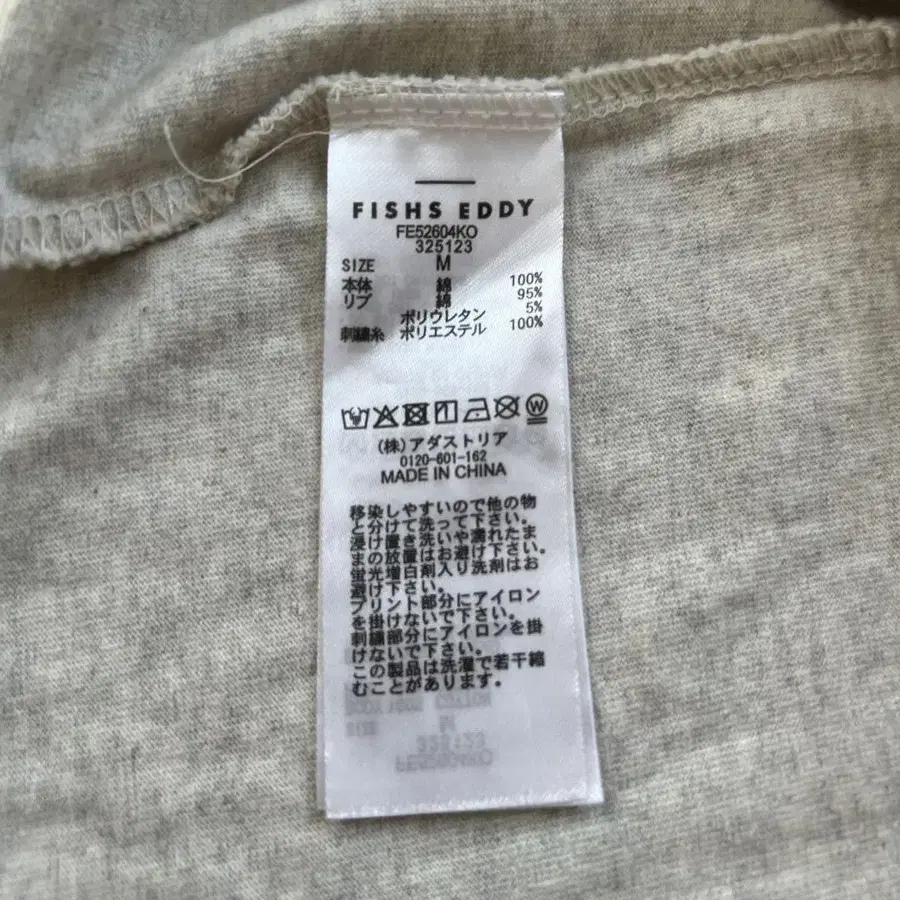 FISHS EDDY
FE52604KO
325123
SIZE M
本体 綿 100%
リブ 綿 95%
ポリウレタン 5%
刺繍糸 ポリエステル 100%
(株)アダストリア
0120-601-162
MADE IN CHINA
移染しやすいので他の物
と分けて洗って下さい。
浸け置き洗いや濡れたま
まの放置はお避け下さい。
蛍光増白剤入り洗剤はお
避け下さい。
プリント部分にアイロン
を掛けないで下さい。
刺繍部分にアイロンを掛
けないで下さい。
この製品は洗濯で若干縮
むことがあります。
SIZE M
325123
FE52604KO